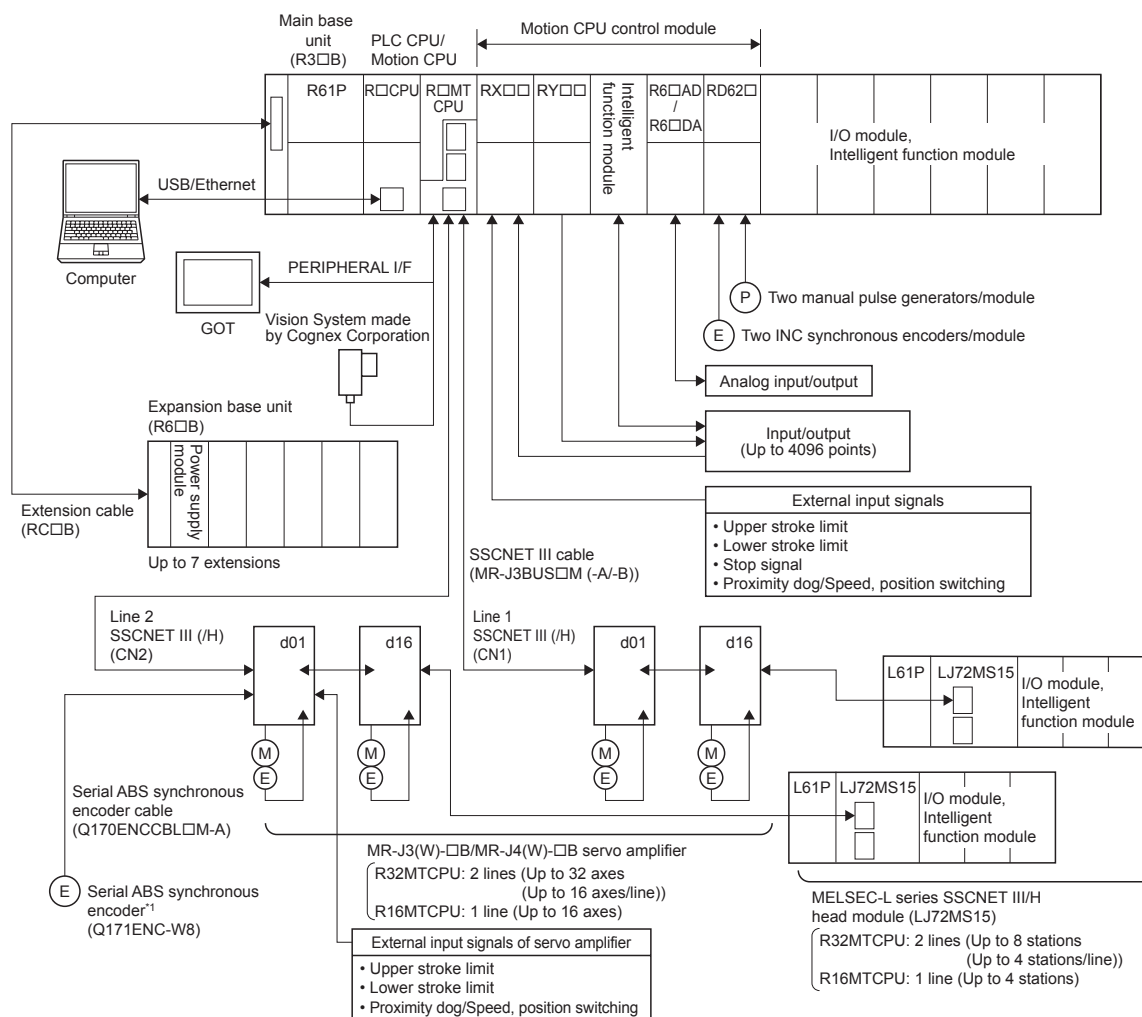 Main base
unit
(R3□B)
PLC CPU/
Motion CPU
Motion CPU control module
R61P
R□CPU
R□MT
CPU
RX□□
RY□□
Intelligent
function module
R6□AD
/
R6□DA
RD62□
I/O module,
Intelligent function module
USB/Ethernet
Computer
PERIPHERAL I/F
GOT
Vision System made
by Cognex Corporation
P
Two manual pulse generators/module
E
Two INC synchronous encoders/module
Analog input/output
Input/output
(Up to 4096 points)
Expansion base unit
(R6□B)
Power supply
module
Extension cable
(RC□B)
Up to 7 extensions
External input signals
• Upper stroke limit
• Lower stroke limit
• Stop signal
• Proximity dog/Speed, position switching
SSCNET III cable
(MR-J3BUS□M (-A/-B))
Line 2
SSCNET III (/H)
(CN2)
d01
d16
Line 1
SSCNET III (/H)
(CN1)
d01
d16
M
E
M
E
M
E
M
E
L61P
LJ72MS15
I/O module,
Intelligent
function module
L61P
LJ72MS15
I/O module,
Intelligent
function module
Serial ABS synchronous
encoder cable
(Q170ENCCBL□M-A)
E
Serial ABS synchronous
encoder*1
(Q171ENC-W8)
MR-J3(W)-□B/MR-J4(W)-□B servo amplifier
R32MTCPU: 2 lines (Up to 32 axes
(Up to 16 axes/line))
R16MTCPU: 1 line (Up to 16 axes)
External input signals of servo amplifier
• Upper stroke limit
• Lower stroke limit
• Proximity dog/Speed, position switching
MELSEC-L series SSCNET III/H
head module (LJ72MS15)
R32MTCPU: 2 lines (Up to 8 stations
(Up to 4 stations/line))
R16MTCPU: 1 line (Up to 4 stations)